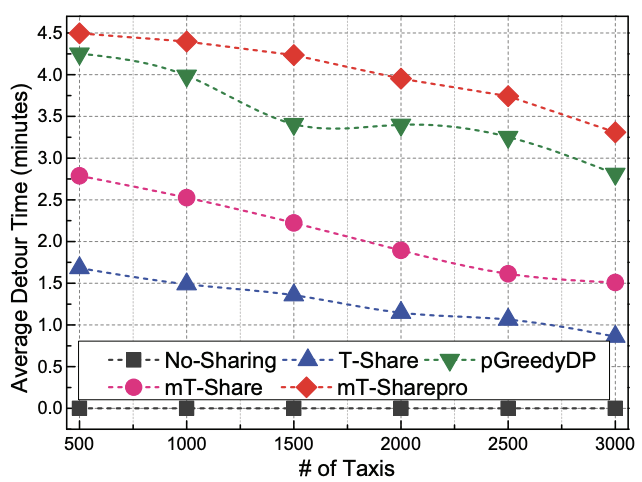 Average Detour Time (minutes)
4.5
4.0
3.5
3.0
2.5
2.0
1.5
1.0
0.5
0.0
No-Sharing T-Share pGreedyDP
mT-Share mT-Sharepro
500 1000 1500 2000 2500 3000
# of Taxis